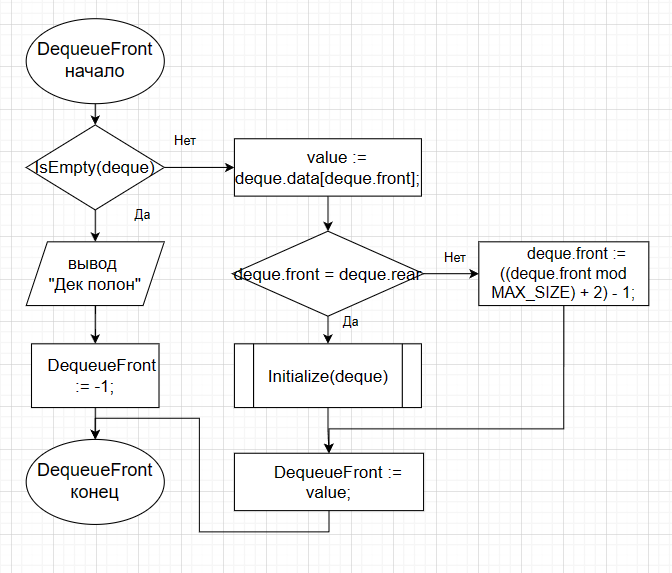 DequeueFront
начало
IsEmpty(deque)
Нет
value :=
deque.data[deque.front];
Да
вывод
"Дек полон"
deque.front = deque.rear
Нет
deque.front :=
((deque.front mod
MAX_SIZE) + 2) - 1;
Да
DequeueFront
:= -1;
Initialize(deque)
DequeueFront
конец
DequeueFront :=
value;